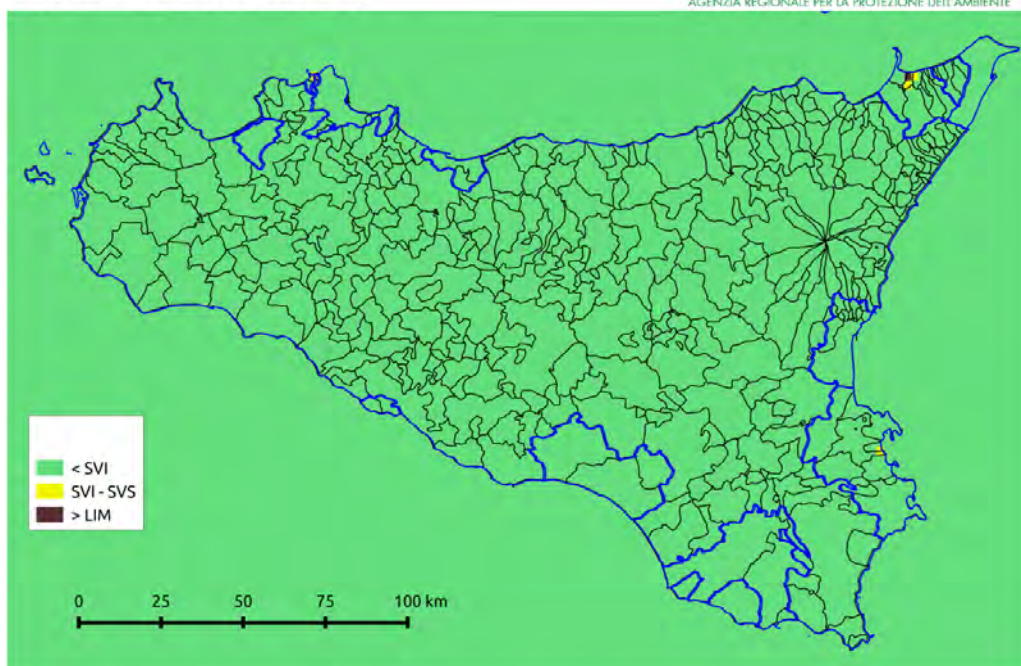 AGENZIA REGIONALE PER LA PROTEZIONE DELL'AMBIENTE
< SVI
SVI - SVS
> LIM
0 25 50 75 100 km